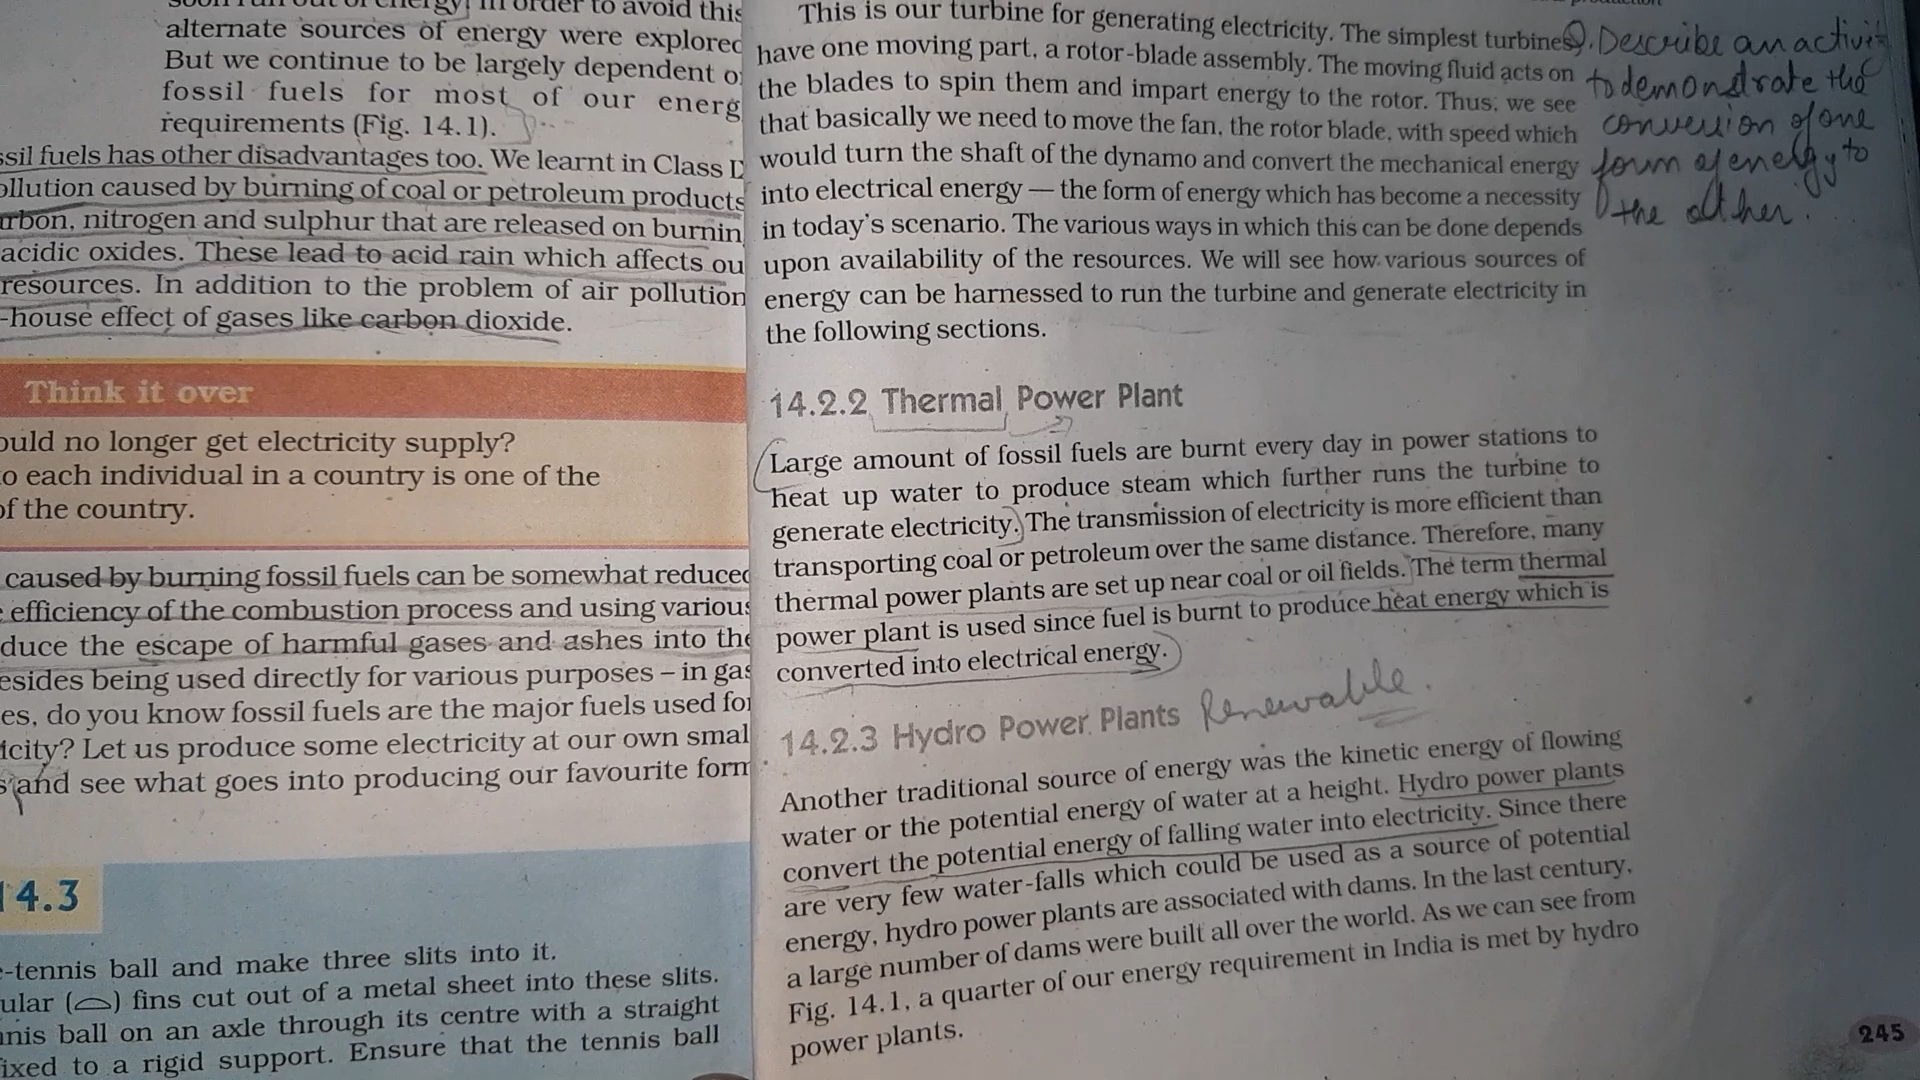 alternate sources of energy were explored
But we continue to be largely dependent o
fossil fuels for most of our energ
requirements (Fig. 14.1).
ssil fuels has other disadvantages too. We learnt in Class
ollution caused by burning of coal or petroleum products
rbon, nitrogen and sulphur that are released on burnin
acidic oxides. These lead to acid rain which affects ou
resources. In addition to the problem of air pollution
-house effect of gases like carbon dioxide.
Think it over
ould no longer get electricity supply?
o each individual in a country is one of the
of the country.
caused by burning fossil fuels can be somewhat reduced
efficiency of the combustion process and using various
duce the escape of harmful gases and ashes into the
esides being used directly for various purposes – in gas
es, do you know fossil fuels are the major fuels used for
icity? Let us produce some electricity at our own smal
and see what goes into producing our favourite form
14.3
-tennis ball and make three slits into it.
ular fins cut out of a metal sheet into these slits.
nnis ball on an axle through its centre with a straight
ixed to a rigid support. Ensure that the tennis ball
This is our turbine for generating electricity. The simplest turbines
have one moving part, a rotor-blade assembly. The moving fluid acts on
the blades to spin them and impart energy to the rotor. Thus, we see
that basically we need to move the fan, the rotor blade, with speed which
would turn the shaft of the dynamo and convert the mechanical energy
into electrical energy — the form of energy which has become a necessity
in today's scenario. The various ways in which this can be done depends
upon availability of the resources. We will see how various sources of
energy can be harnessed to run the turbine and generate electricity in
the following sections.
Q. Describe an activi
to demonstrate the
conversion of one
form of energy to
the other.
14.2.2 Thermal Power Plant
Large amount of fossil fuels are burnt every day in power stations to
heat up water to produce steam which further runs the turbine to
generate electricity. The transmission of electricity is more efficient than
transporting coal or petroleum over the same distance. Therefore, many
thermal power plants are set up near coal or oil fields. The term thermal
power plant is used since fuel is burnt to produce heat energy which is
converted into electrical energy.
14.2.3 Hydro Power Plants Renewable.
Another traditional source of energy was the kinetic energy of flowing
water or the potential energy of water at a height. Hydro power plants
convert the potential energy of falling water into electricity. Since there
are very few water-falls which could be used as a source of potential
energy, hydro power plants are associated with dams. In the last century,
a large number of dams were built all over the world. As we can see from
Fig. 14.1, a quarter of our energy requirement in India is met by hydro
power plants.
245